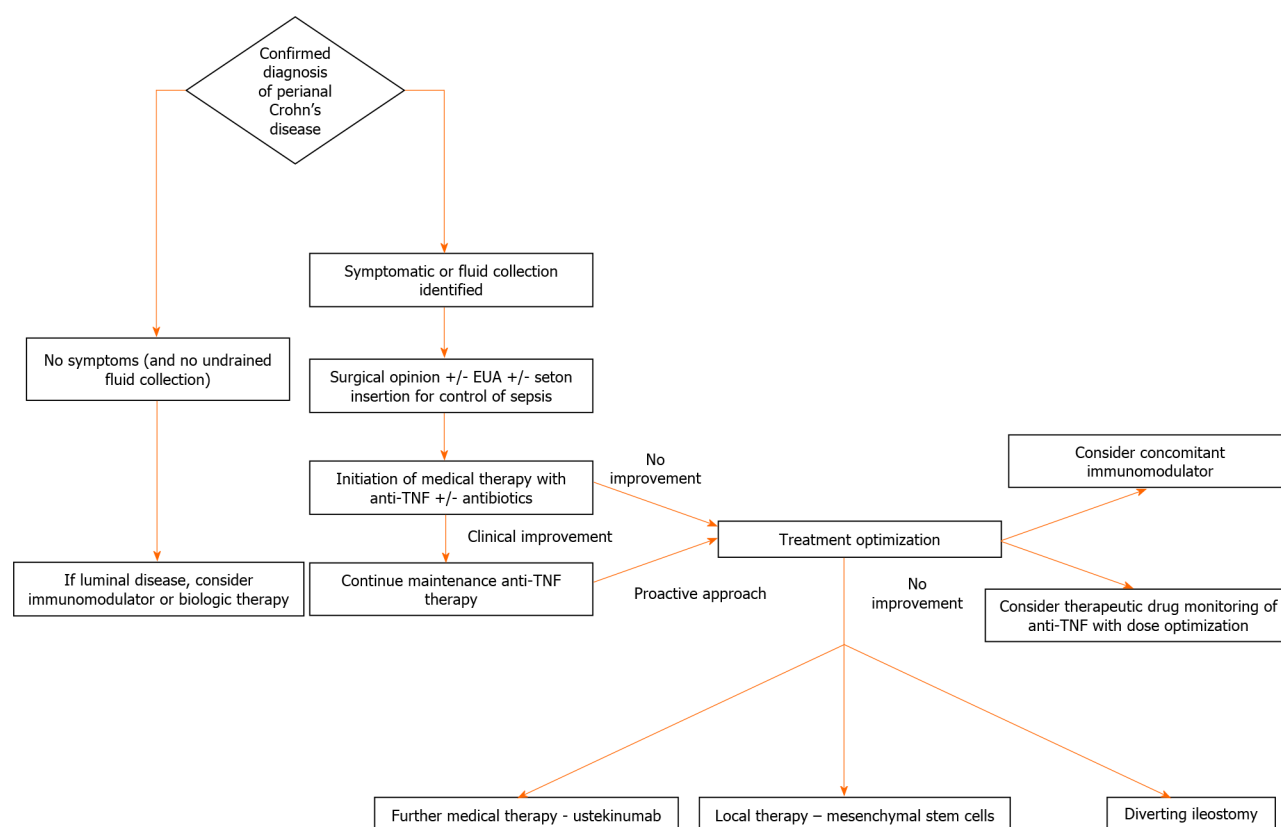 Confirmed
diagnosis
of perianal
Crohn's
disease
Symptomatic or fluid collection
identified
No symptoms (and no undrained
fluid collection)
Surgical opinion +/- EUA +/- seton
insertion for control of sepsis
Initiation of medical therapy with
anti-TNF +/- antibiotics
No
improvement
Consider concomitant
immunomodulator
Clinical improvement
Treatment optimization
If luminal disease, consider
immunomodulator or biologic therapy
Continue maintenance anti-TNF
therapy
Proactive approach
No
improvement
Consider therapeutic drug monitoring of
anti-TNF with dose optimization
Further medical therapy - ustekinumab
Local therapy – mesenchymal stem cells
Diverting ileostomy